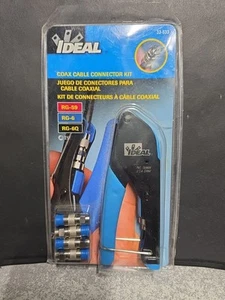 IDEAL
COAX CABLE CONNECTOR KIT
JUEGO DE CONECTORES PARA
CABLE COAXIAL
KIT DE CONNECTEURS À CÂBLE COAXIAL
RG-59
RG-6
RG-6Q
IDEAL